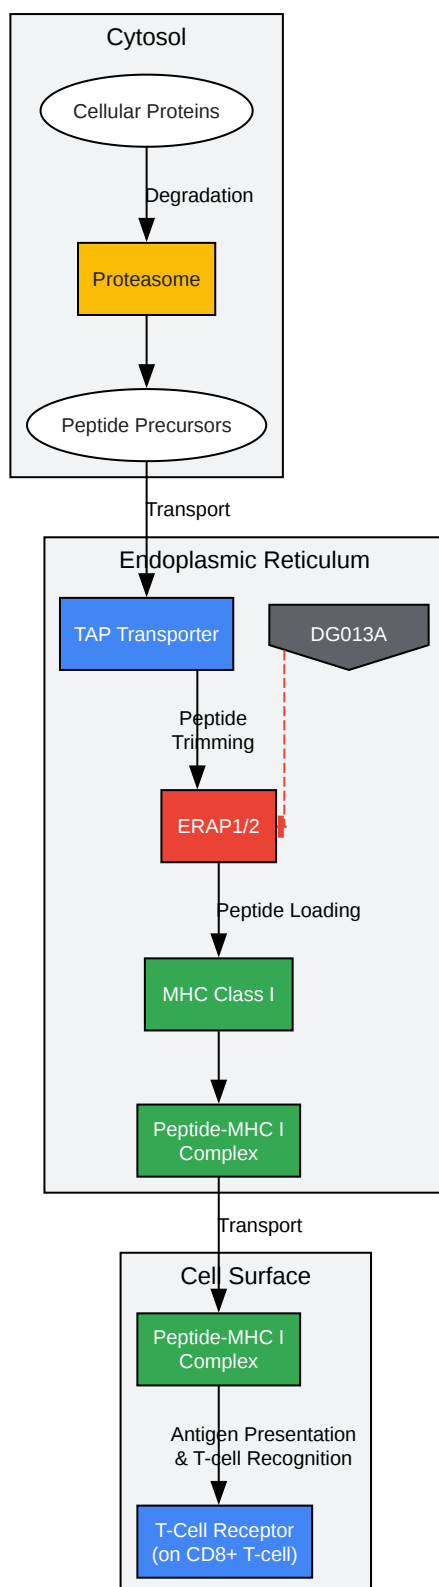 Cytosol
Cellular Proteins
Degradation
Proteasome
Peptide Precursors
Transport
Endoplasmic Reticulum
TAP Transporter
DG013A
Peptide
Trimming
ERAP1/2
Peptide Loading
MHC Class I
Peptide-MHC I
Complex
Transport
Cell Surface
Peptide-MHC I
Complex
Antigen Presentation
& T-cell Recognition
T-Cell Receptor
(on CD8+ T-cell)